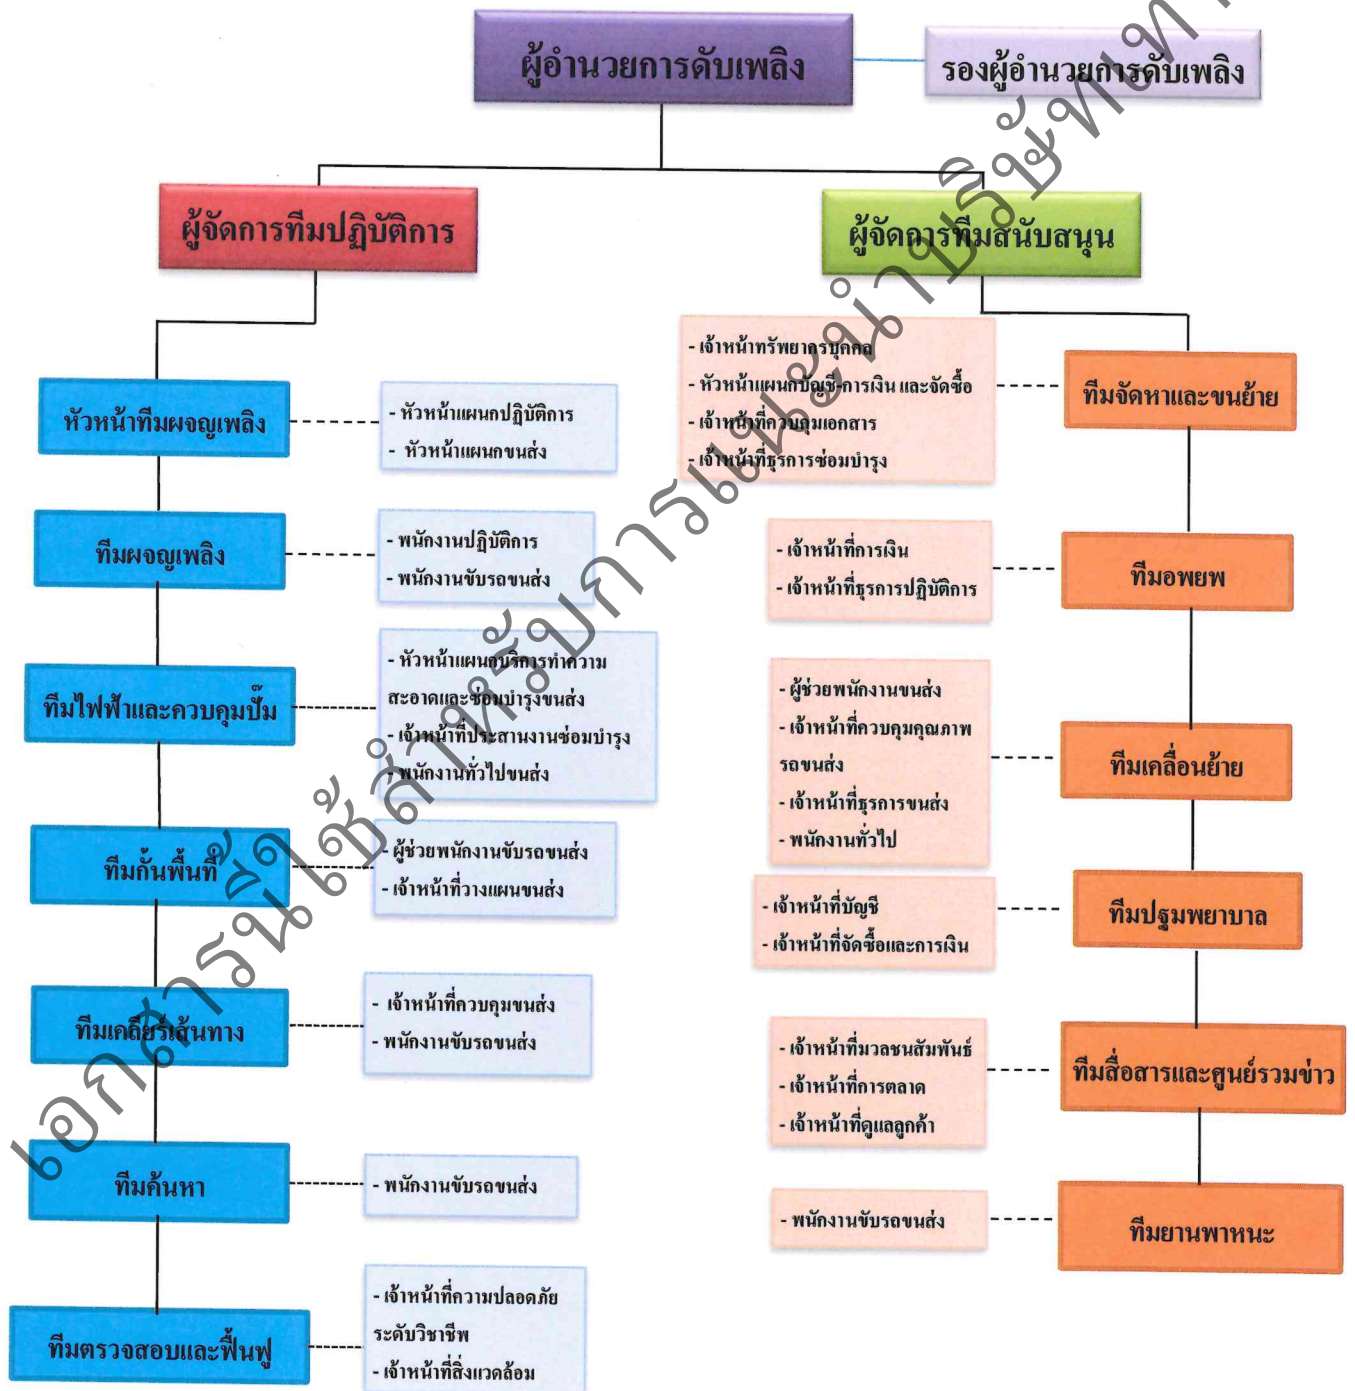 ผู้อำนวยการดับเพลิง
รองผู้อำนวยการดับเพลิง
ผู้จัดการทีมปฏิบัติการ
ผู้จัดการทีมสนับสนุน
หัวหน้าทีมผจญเพลิง
- หัวหน้าแผนกปฏิบัติการ
- หัวหน้าแผนกขนส่ง
ทีมผจญเพลิง
- พนักงานปฏิบัติการ
- พนักงานขับรถขนส่ง
ทีมไฟฟ้าและควบคุมปั๊ม
- หัวหน้าแผนกบริการทำความ
สะอาดและซ่อมบำรุงขนส่ง
- เจ้าหน้าที่ประสานงานซ่อมบำรุง
- พนักงานทั่วไปขนส่ง
ทีมกั้นพื้นที่
- ผู้ช่วยพนักงานขับรถขนส่ง
- เจ้าหน้าที่วางแผนขนส่ง
ทีมเคลียร์เส้นทาง
- เจ้าหน้าที่ควบคุมขนส่ง
- พนักงานขับรถขนส่ง
ทีมค้นหา
- พนักงานขับรถขนส่ง
ทีมตรวจสอบและฟื้นฟู
- เจ้าหน้าที่ความปลอดภัย
ระดับวิชาชีพ
- เจ้าหน้าที่สิ่งแวดล้อม
- เจ้าหน้าทรัพยากรบุคคล
- หัวหน้าแผนกบัญชี-การเงิน และจัดซื้อ
- เจ้าหน้าที่ควบคุมเอกสาร
- เจ้าหน้าที่ธุรการซ่อมบำรุง
ทีมจัดหาและขนย้าย
- เจ้าหน้าที่การเงิน
- เจ้าหน้าที่ธุรการปฏิบัติการ
ทีมอพยพ
- ผู้ช่วยพนักงานขนส่ง
- เจ้าหน้าที่ควบคุมคุณภาพ
รถขนส่ง
- เจ้าหน้าที่ธุรการขนส่ง
- พนักงานทั่วไป
ทีมเคลื่อนย้าย
- เจ้าหน้าที่บัญชี
- เจ้าหน้าที่จัดซื้อและการเงิน
ทีมปฐมพยาบาล
- เจ้าหน้าที่มวลชนสัมพันธ์
- เจ้าหน้าที่การตลาด
- เจ้าหน้าที่ดูแลลูกค้า
ทีมสื่อสารและศูนย์รวมข่าว
- พนักงานขับรถขนส่ง
ทีมยานพาหนะ
เอกสารนี้ใช้สำหรับการแนะนำบริษัทเท